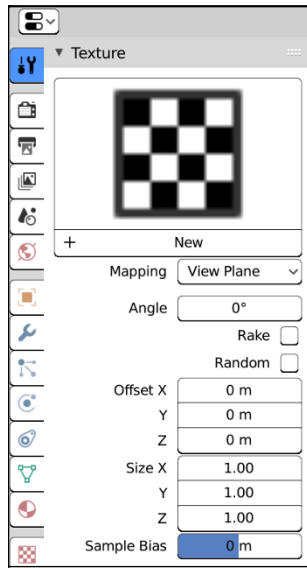 Texture
+ New
Mapping View Plane
Angle 0°
Rake
Random
Offset X 0 m
Y 0 m
Z 0 m
Size X 1.00
Y 1.00
Z 1.00
Sample Bias 0 m